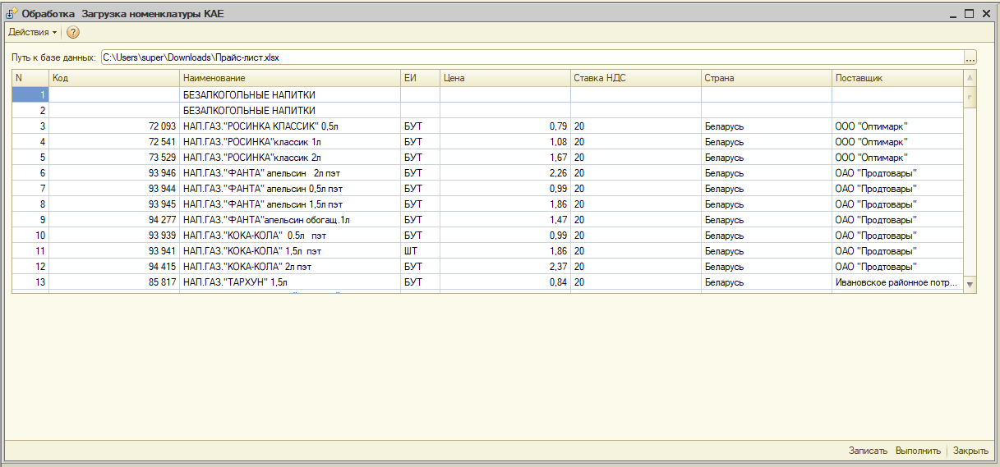 Обработка  Загрузка номенклатуры КАЕ
Действия
Путь к базе данных: C:\Users\super\Downloads\Прайс-лист.xlsx ...
N Код Наименование ЕИ Цена Ставка НДС Страна Поставщик
1 БЕЗАЛКОГОЛЬНЫЕ НАПИТКИ
2 БЕЗАЛКОГОЛЬНЫЕ НАПИТКИ
3 72 093 НАП.ГАЗ."РОСИНКА КЛАССИК" 0,5л БУТ 0,79 20 Беларусь ООО "Оптимарк"
4 72 541 НАП.ГАЗ."РОСИНКА"классик 1л БУТ 1,08 20 Беларусь ООО "Оптимарк"
5 73 529 НАП.ГАЗ."РОСИНКА"классик 2л БУТ 1,67 20 Беларусь ООО "Оптимарк"
6 93 946 НАП.ГАЗ."ФАНТА" апельсин   2л пэт БУТ 2,26 20 Беларусь ОАО "Продтовары"
7 93 944 НАП.ГАЗ."ФАНТА" апельсин 0,5л пэт БУТ 0,99 20 Беларусь ОАО "Продтовары"
8 93 945 НАП.ГАЗ."ФАНТА" апельсин 1,5л пэт БУТ 1,86 20 Беларусь ОАО "Продтовары"
9 94 277 НАП.ГАЗ."ФАНТА"апельсин обогащ.1л БУТ 1,47 20 Беларусь ОАО "Продтовары"
10 93 939 НАП.ГАЗ."КОКА-КОЛА"  0.5л   пэт БУТ 0,99 20 Беларусь ОАО "Продтовары"
11 93 941 НАП.ГАЗ."КОКА-КОЛА" 1,5л  пэт ШТ 1,86 20 Беларусь ОАО "Продтовары"
12 94 415 НАП.ГАЗ."КОКА-КОЛА" 2л пэт БУТ 2,37 20 Беларусь ОАО "Продтовары"
13 85 817 НАП.ГАЗ."ТАРХУН" 1,5л БУТ 0,84 20 Беларусь Ивановское районное потр...
Записать Выполнить Закрыть